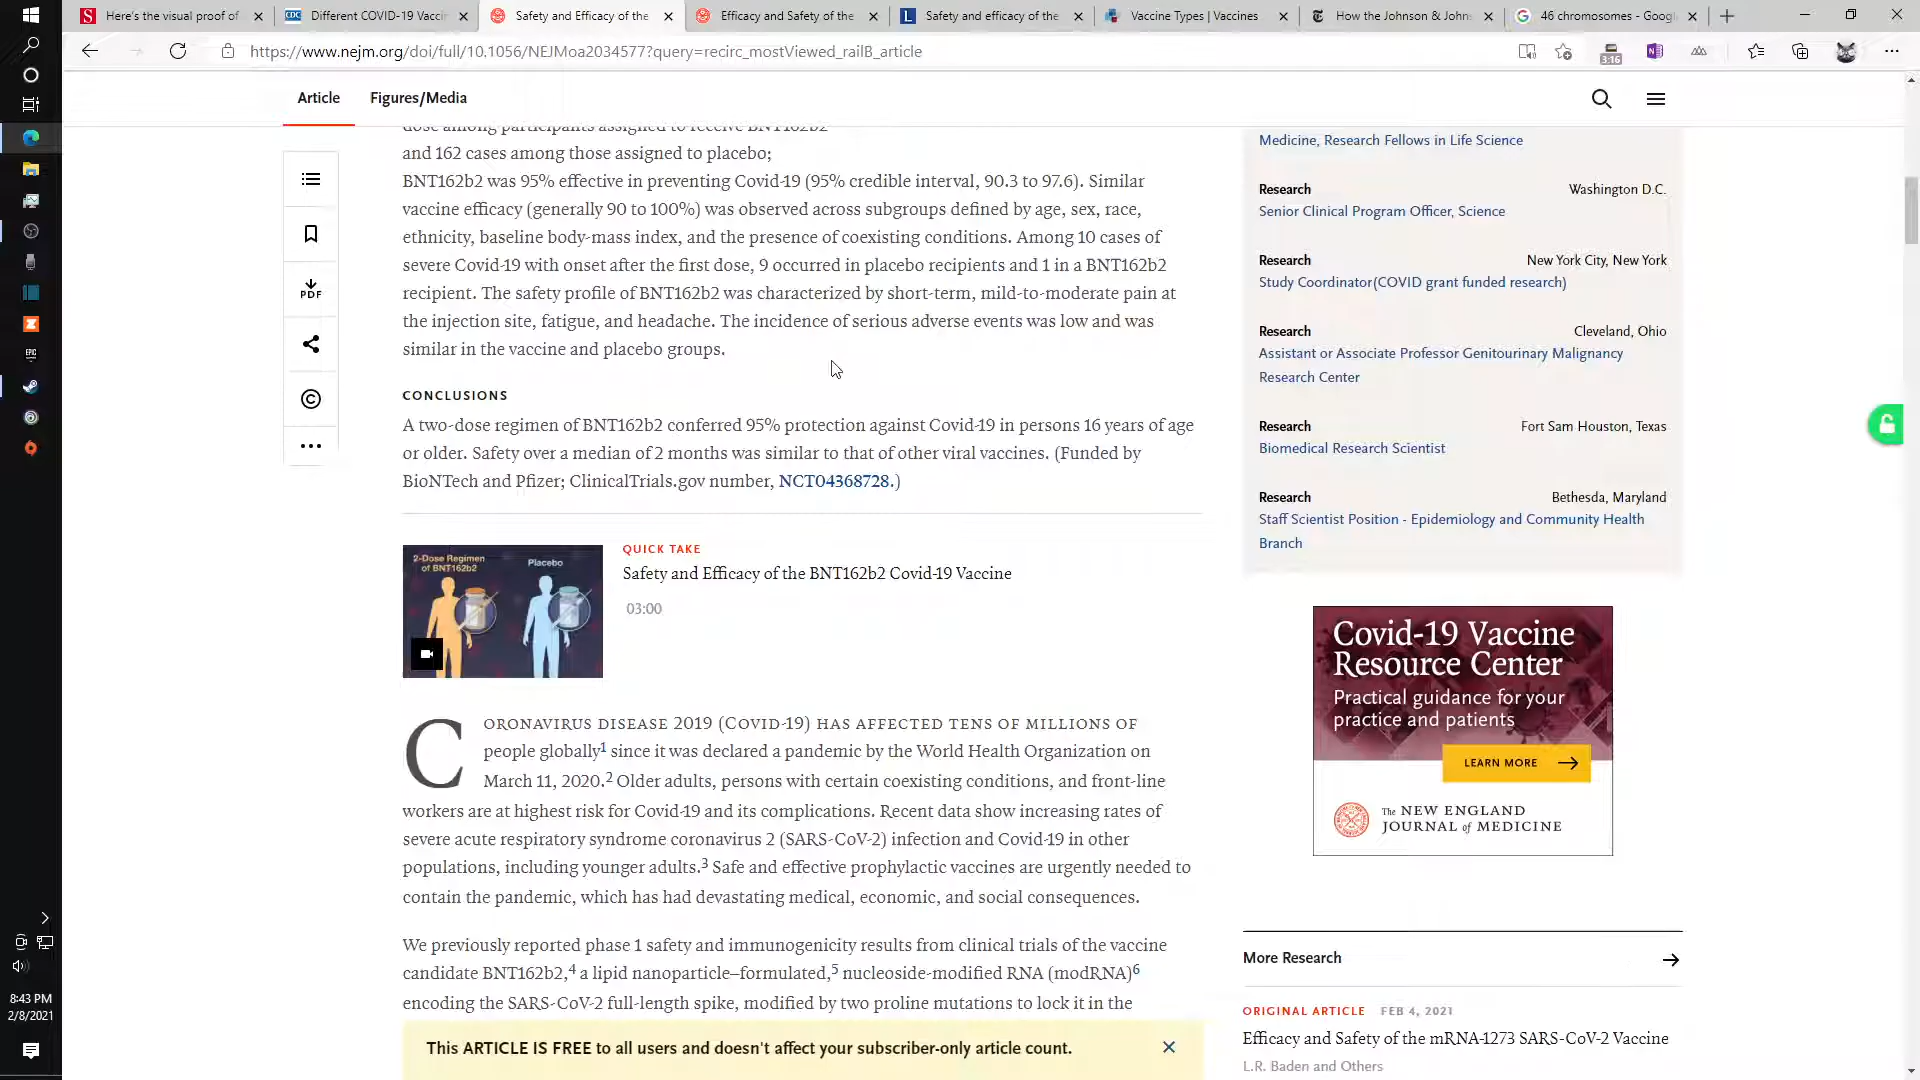 Here's the visual proof of
Different COVID-19 Vaccin
Safety and Efficacy of the
Efficacy and Safety of the
Safety and efficacy of the
Vaccine Types | Vaccines
How the Johnson & Johns
46 chromosomes - Googl
https://www.nejm.org/doi/full/10.1056/NEJMoa2034577?query=recirc_mostViewed_railB_article
3:16
Article
Figures/Media
dose among participants assigned to receive BNT162b2
and 162 cases among those assigned to placebo;
BNT162b2 was 95% effective in preventing Covid-19 (95% credible interval, 90.3 to 97.6). Similar
vaccine efficacy (generally 90 to 100%) was observed across subgroups defined by age, sex, race,
ethnicity, baseline body-mass index, and the presence of coexisting conditions. Among 10 cases of
severe Covid-19 with onset after the first dose, 9 occurred in placebo recipients and 1 in a BNT162b2
recipient. The safety profile of BNT162b2 was characterized by short-term, mild-to-moderate pain at
the injection site, fatigue, and headache. The incidence of serious adverse events was low and was
similar in the vaccine and placebo groups.
CONCLUSIONS
A two-dose regimen of BNT162b2 conferred 95% protection against Covid-19 in persons 16 years of age
or older. Safety over a median of 2 months was similar to that of other viral vaccines. (Funded by
BioNTech and Pfizer; ClinicalTrials.gov number, NCT04368728.)
2-Dose Regimen
of BNT162b2
Placebo
QUICK TAKE
Safety and Efficacy of the BNT162b2 Covid-19 Vaccine
03:00
CORONAVIRUS DISEASE 2019 (COVID-19) HAS AFFECTED TENS OF MILLIONS OF
people globally1 since it was declared a pandemic by the World Health Organization on
March 11, 2020.2 Older adults, persons with certain coexisting conditions, and front-line
workers are at highest risk for Covid-19 and its complications. Recent data show increasing rates of
severe acute respiratory syndrome coronavirus 2 (SARS-CoV-2) infection and Covid-19 in other
populations, including younger adults.3 Safe and effective prophylactic vaccines are urgently needed to
contain the pandemic, which has had devastating medical, economic, and social consequences.
We previously reported phase 1 safety and immunogenicity results from clinical trials of the vaccine
candidate BNT162b2,4 a lipid nanoparticle–formulated,5 nucleoside-modified RNA (modRNA)6
encoding the SARS-CoV-2 full-length spike, modified by two proline mutations to lock it in the
This ARTICLE IS FREE to all users and doesn't affect your subscriber-only article count.
PDF
Medicine, Research Fellows in Life Science
Research
Washington D.C.
Senior Clinical Program Officer, Science
Research
New York City, New York
Study Coordinator(COVID grant funded research)
Research
Cleveland, Ohio
Assistant or Associate Professor Genitourinary Malignancy
Research Center
Research
Fort Sam Houston, Texas
Biomedical Research Scientist
Research
Bethesda, Maryland
Staff Scientist Position - Epidemiology and Community Health
Branch
Covid-19 Vaccine
Resource Center
Practical guidance for your
practice and patients
LEARN MORE
The NEW ENGLAND
JOURNAL of MEDICINE
More Research
ORIGINAL ARTICLE FEB 4, 2021
Efficacy and Safety of the mRNA-1273 SARS-CoV-2 Vaccine
L.R. Baden and Others
EPIC
8:43 PM
2/8/2021